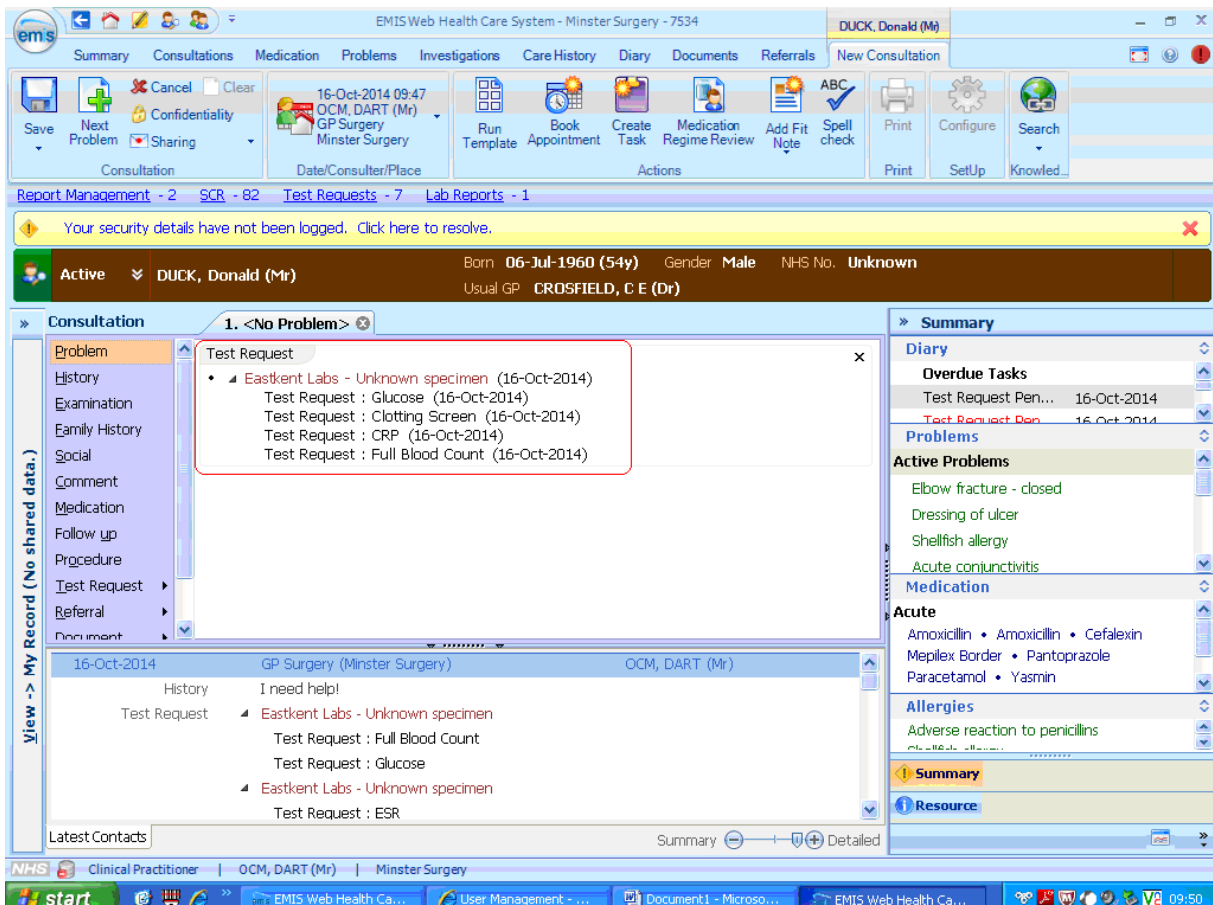 EMIS Web Health Care System - Minster Surgery - 7534
DUCK, Donald (Mr)
emis
Summary Consultations Medication Problems Investigations Care History Diary Documents Referrals New Consultation
Save
Next Problem
Cancel Clear
Confidentiality
Sharing
Consultation
16-Oct-2014 09:47
OCM, DART (Mr)
GP Surgery
Minster Surgery
Date/Consulter/Place
Run Template
Book Appointment
Create Task
Medication Regime Review
Add Fit Note
ABC
Spell check
Actions
Print
Print
Configure
SetUp
Search
Knowled...
Report Management - 2 SCR - 82 Test Requests - 7 Lab Reports - 1
Your security details have not been logged. Click here to resolve.
Active DUCK, Donald (Mr) Born 06-Jul-1960 (54y) Gender Male NHS No. Unknown
Usual GP CROSFIELD, C E (Dr)
View -> My Record (No shared data.)
Consultation
Problem
History
Examination
Family History
Social
Comment
Medication
Follow up
Procedure
Test Request
Referral
Document
1. <No Problem>
Test Request
Eastkent Labs - Unknown specimen (16-Oct-2014)
Test Request : Glucose (16-Oct-2014)
Test Request : Clotting Screen (16-Oct-2014)
Test Request : CRP (16-Oct-2014)
Test Request : Full Blood Count (16-Oct-2014)
16-Oct-2014 GP Surgery (Minster Surgery) OCM, DART (Mr)
History I need help!
Test Request Eastkent Labs - Unknown specimen
Test Request : Full Blood Count
Test Request : Glucose
Eastkent Labs - Unknown specimen
Test Request : ESR
Latest Contacts
Summary Detailed
Summary
Diary
Overdue Tasks
Test Request Pen... 16-Oct-2014
Test Request Pen... 16-Oct-2014
Problems
Active Problems
Elbow fracture - closed
Dressing of ulcer
Shellfish allergy
Acute conjunctivitis
Medication
Acute
Amoxicillin • Amoxicillin • Cefalexin
Mepilex Border • Pantoprazole
Paracetamol • Yasmin
Allergies
Adverse reaction to penicillins
Shellfish allergy
Summary
Resource
NHS Clinical Practitioner | OCM, DART (Mr) | Minster Surgery
start
EMIS Web Health Ca...
User Management - ...
Document1 - Microso...
EMIS Web Health Ca...
09:50